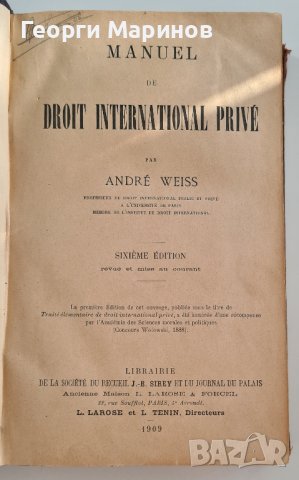 Георги Маринов
MANUEL
DE
DROIT INTERNATIONAL PRIVÉ
PAR
ANDRÉ WEISS
PROFESSEUR DE DROIT INTERNATIONAL PUBLIC ET PRIVÉ
A L'UNIVERSITÉ DE PARIS
MEMBRE DE L'INSTITUT DE DROIT INTERNATIONAL
SIXIÈME ÉDITION
revue et mise au courant
La première Édition de cet ouvrage, publiée sous le titre de
Traité élémentaire de droit international privé, a été honorée d'une récompense
par l'Académie des Sciences morales et politiques
(Concours Wolowski, 1888).
LIBRAIRIE
DE LA SOCIÉTÉ DU RECUEIL J.-B. SIREY ET DU JOURNAL DU PALAIS
Ancienne Maison L. LAROSE & FORCEL
22, rue Soufflot, PARIS, 5e Arrondt.
L. LAROSE et L. TENIN, Directeurs
1909
bazar